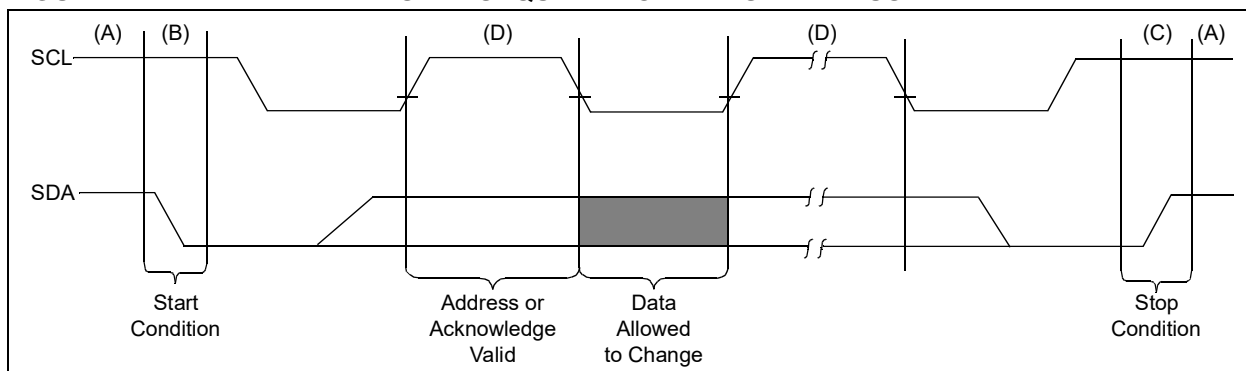 (A) (B) (D) (D) (C) (A)
SCL
SDA
Start
Condition
Address or
Acknowledge
Valid
Data
Allowed
to Change
Stop
Condition